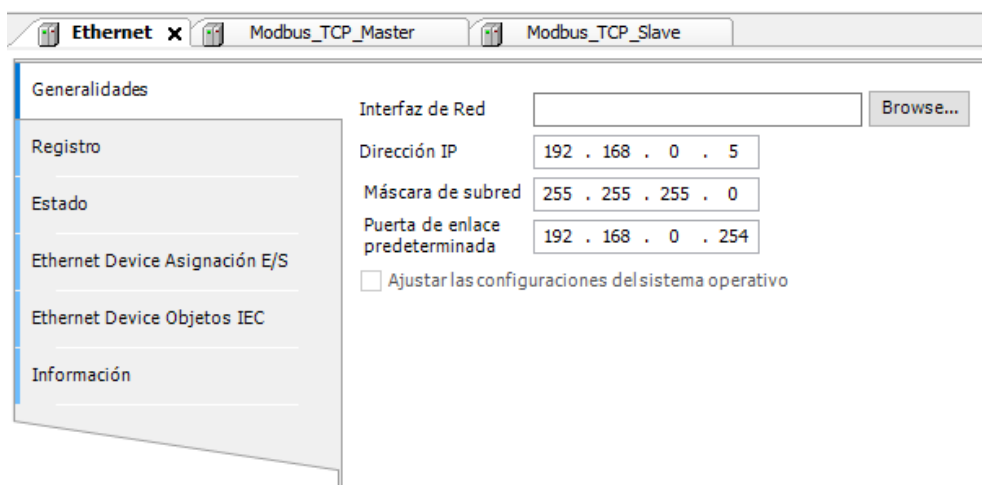 Ethernet x Modbus_TCP_Master Modbus_TCP_Slave
Generalidades
Registro
Estado
Ethernet Device Asignación E/S
Ethernet Device Objetos IEC
Información
Interfaz de Red Browse...
Dirección IP 192 . 168 . 0 . 5
Máscara de subred 255 . 255 . 255 . 0
Puerta de enlace
predeterminada 192 . 168 . 0 . 254
Ajustar las configuraciones del sistema operativo